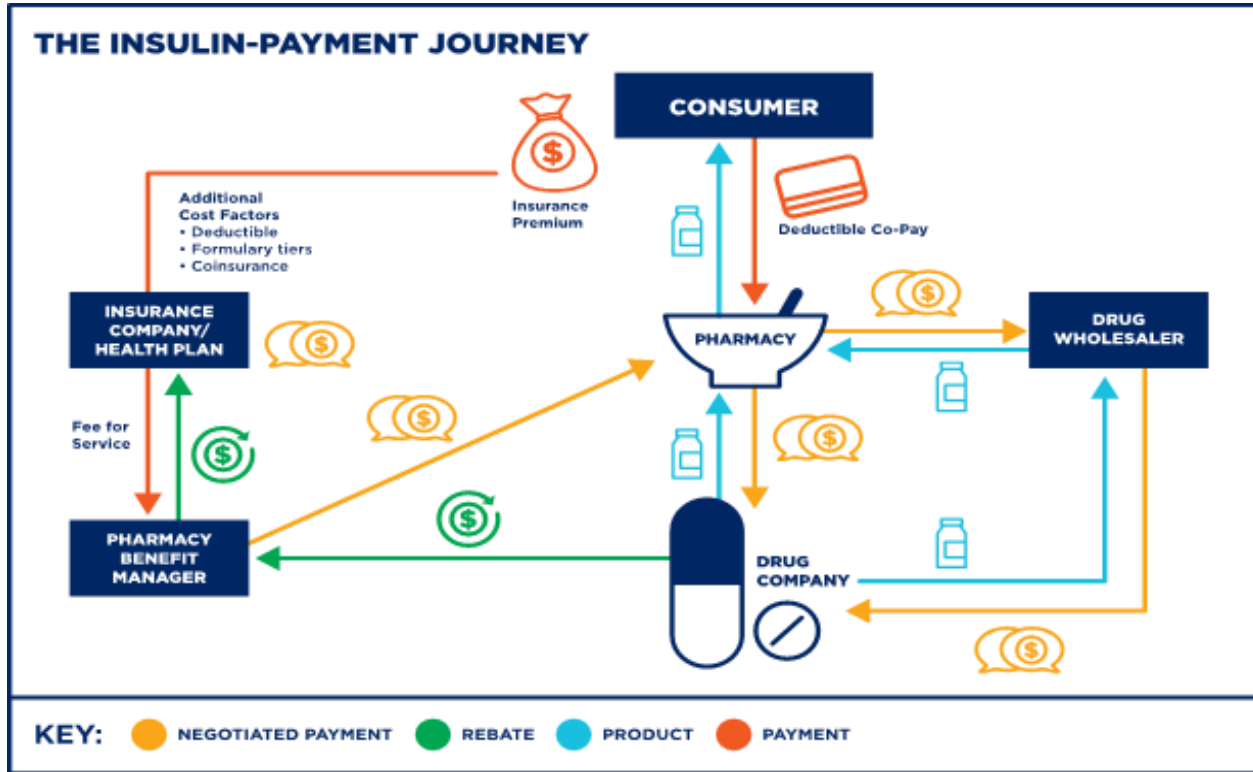 THE INSULIN-PAYMENT JOURNEY
CONSUMER
$
Insurance
Premium
Deductible Co-Pay
Additional
Cost Factors
• Deductible
• Formulary tiers
• Coinsurance
INSURANCE
COMPANY/
HEALTH PLAN
$
$
PHARMACY
DRUG
WHOLESALER
$
Fee for
Service
$
$
$
PHARMACY
BENEFIT
MANAGER
DRUG
COMPANY
$
KEY:
NEGOTIATED PAYMENT
REBATE
PRODUCT
PAYMENT